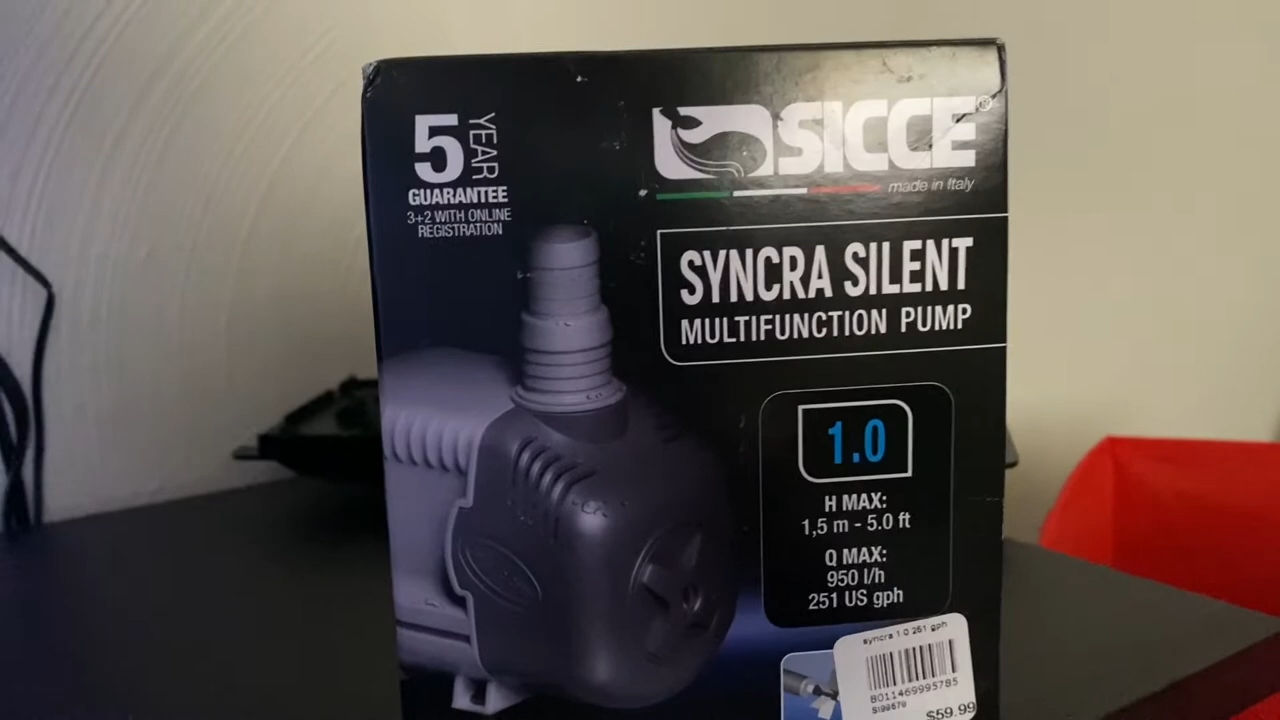 5 YEAR
GUARANTEE
3+2 WITH ONLINE
REGISTRATION
SICCE®
made in Italy
SYNCRA SILENT
MULTIFUNCTION PUMP
1.0
H MAX:
1,5 m - 5.0 ft
Q MAX:
950 l/h
251 US gph
syncra 1.0 251 gph
8011469995785
$59.99